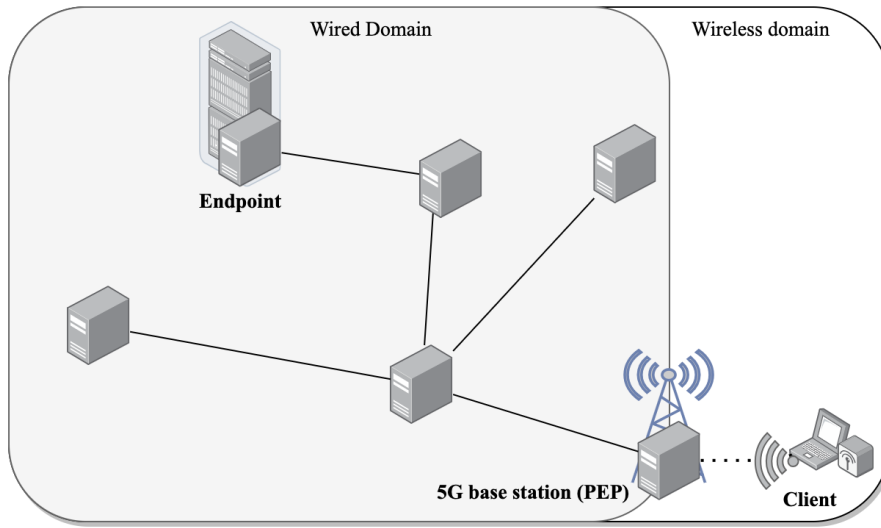 Wired Domain
Wireless domain
Endpoint
5G base station (PEP)
Client